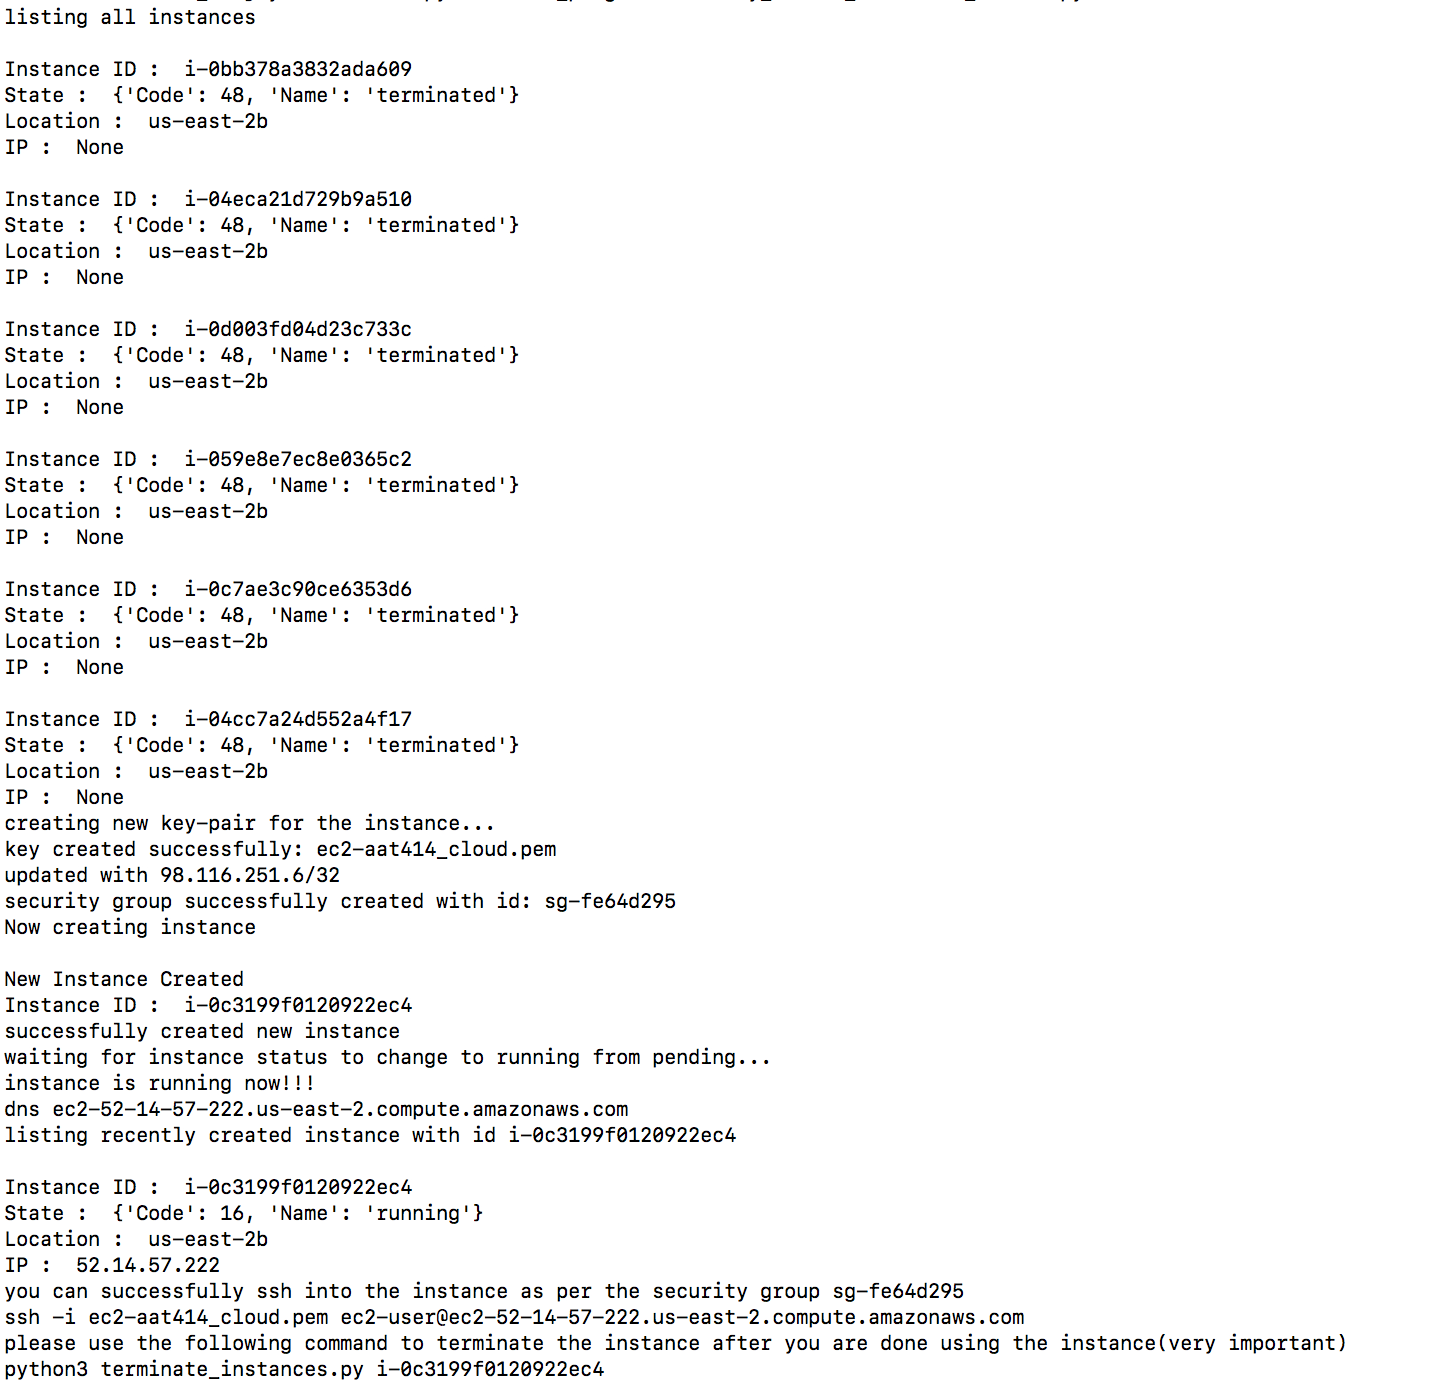 listing all instances
Instance ID :  i-0bb378a3832ada609
State :  {'Code': 48, 'Name': 'terminated'}
Location :  us-east-2b
IP :  None
Instance ID :  i-04eca21d729b9a510
State :  {'Code': 48, 'Name': 'terminated'}
Location :  us-east-2b
IP :  None
Instance ID :  i-0d003fd04d23c733c
State :  {'Code': 48, 'Name': 'terminated'}
Location :  us-east-2b
IP :  None
Instance ID :  i-059e8e7ec8e0365c2
State :  {'Code': 48, 'Name': 'terminated'}
Location :  us-east-2b
IP :  None
Instance ID :  i-0c7ae3c90ce6353d6
State :  {'Code': 48, 'Name': 'terminated'}
Location :  us-east-2b
IP :  None
Instance ID :  i-04cc7a24d552a4f17
State :  {'Code': 48, 'Name': 'terminated'}
Location :  us-east-2b
IP :  None
creating new key-pair for the instance...
key created successfully: ec2-aat414_cloud.pem
updated with 98.116.251.6/32
security group successfully created with id: sg-fe64d295
Now creating instance
New Instance Created
Instance ID :  i-0c3199f0120922ec4
successfully created new instance
waiting for instance status to change to running from pending...
instance is running now!!!
dns ec2-52-14-57-222.us-east-2.compute.amazonaws.com
listing recently created instance with id i-0c3199f0120922ec4
Instance ID :  i-0c3199f0120922ec4
State :  {'Code': 16, 'Name': 'running'}
Location :  us-east-2b
IP :  52.14.57.222
you can successfully ssh into the instance as per the security group sg-fe64d295
ssh -i ec2-aat414_cloud.pem ec2-user@ec2-52-14-57-222.us-east-2.compute.amazonaws.com
please use the following command to terminate the instance after you are done using the instance(very important)
python3 terminate_instances.py i-0c3199f0120922ec4